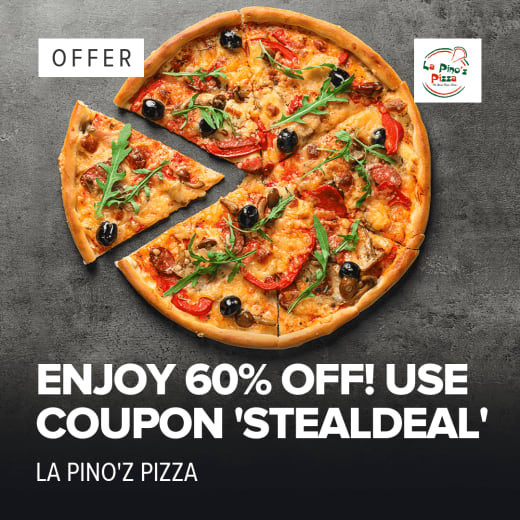 OFFER
La Pino'z
Pizza
ENJOY 60% OFF! USE
COUPON 'STEALDEAL'
LA PINO'Z PIZZA